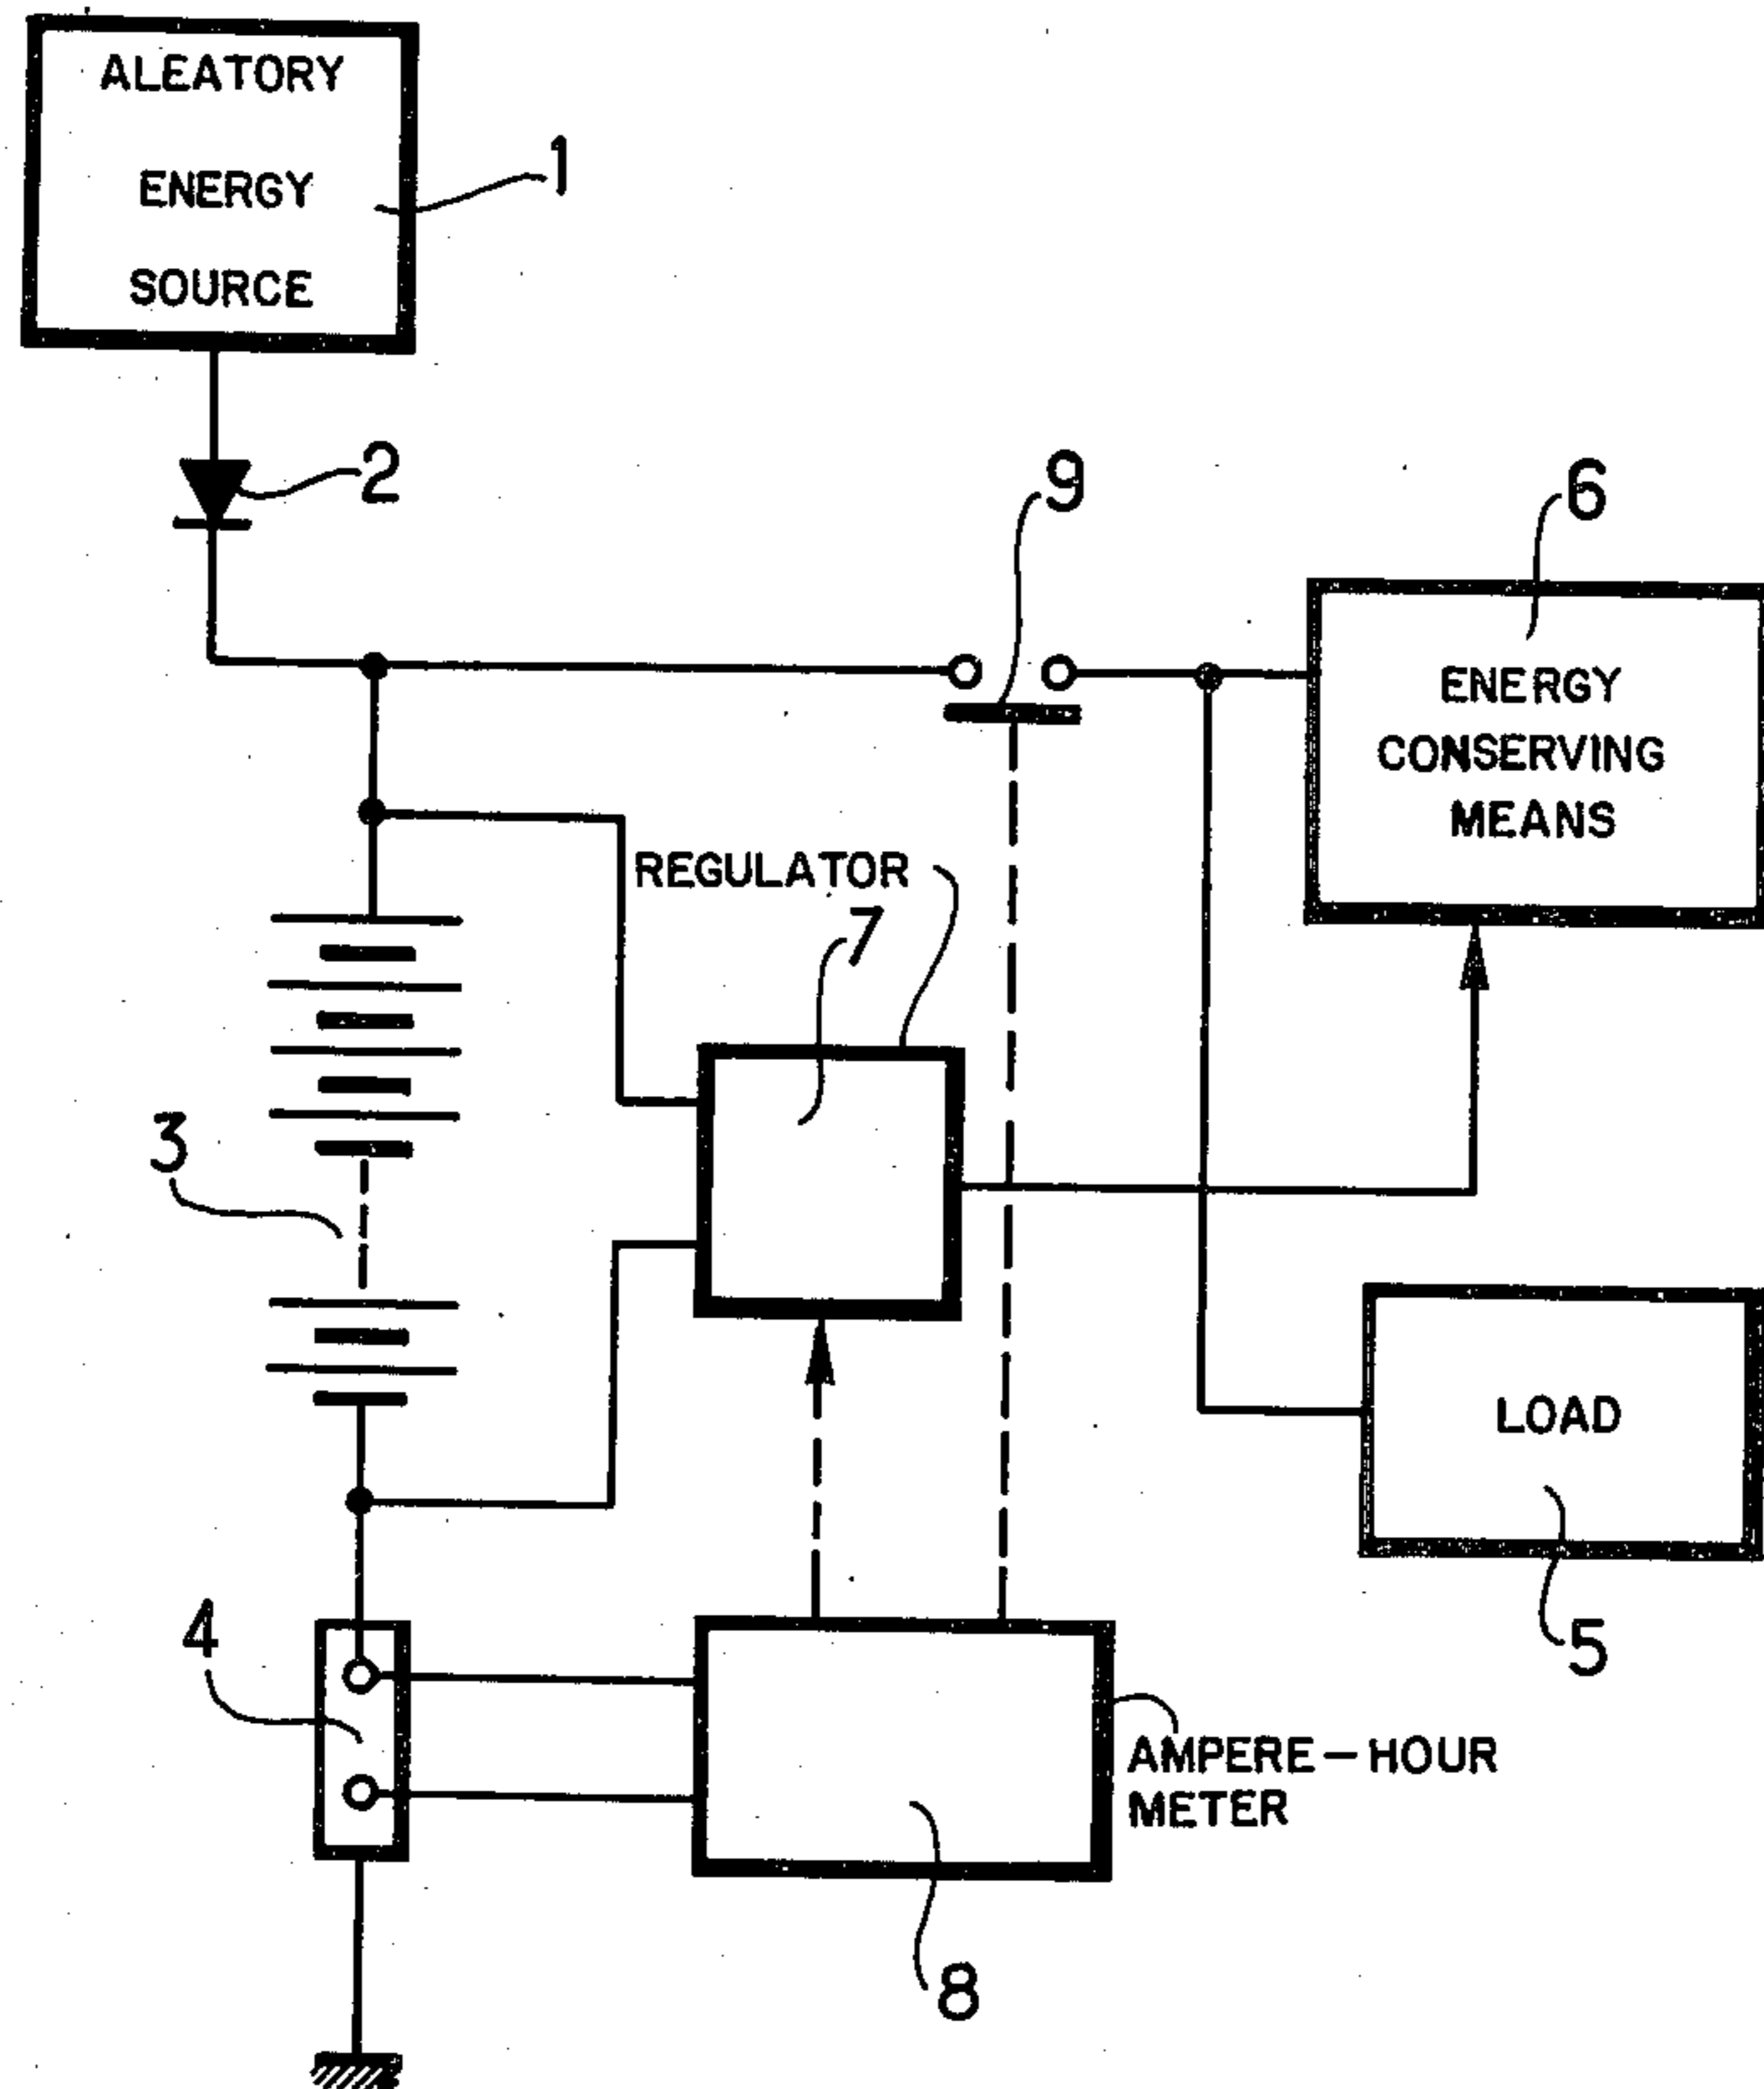 ALEATORY
ENERGY
SOURCE
1
2
9
6
ENERGY
CONSERVING
MEANS
REGULATOR
7
3
LOAD
5
4
AMPERE-HOUR
METER
8